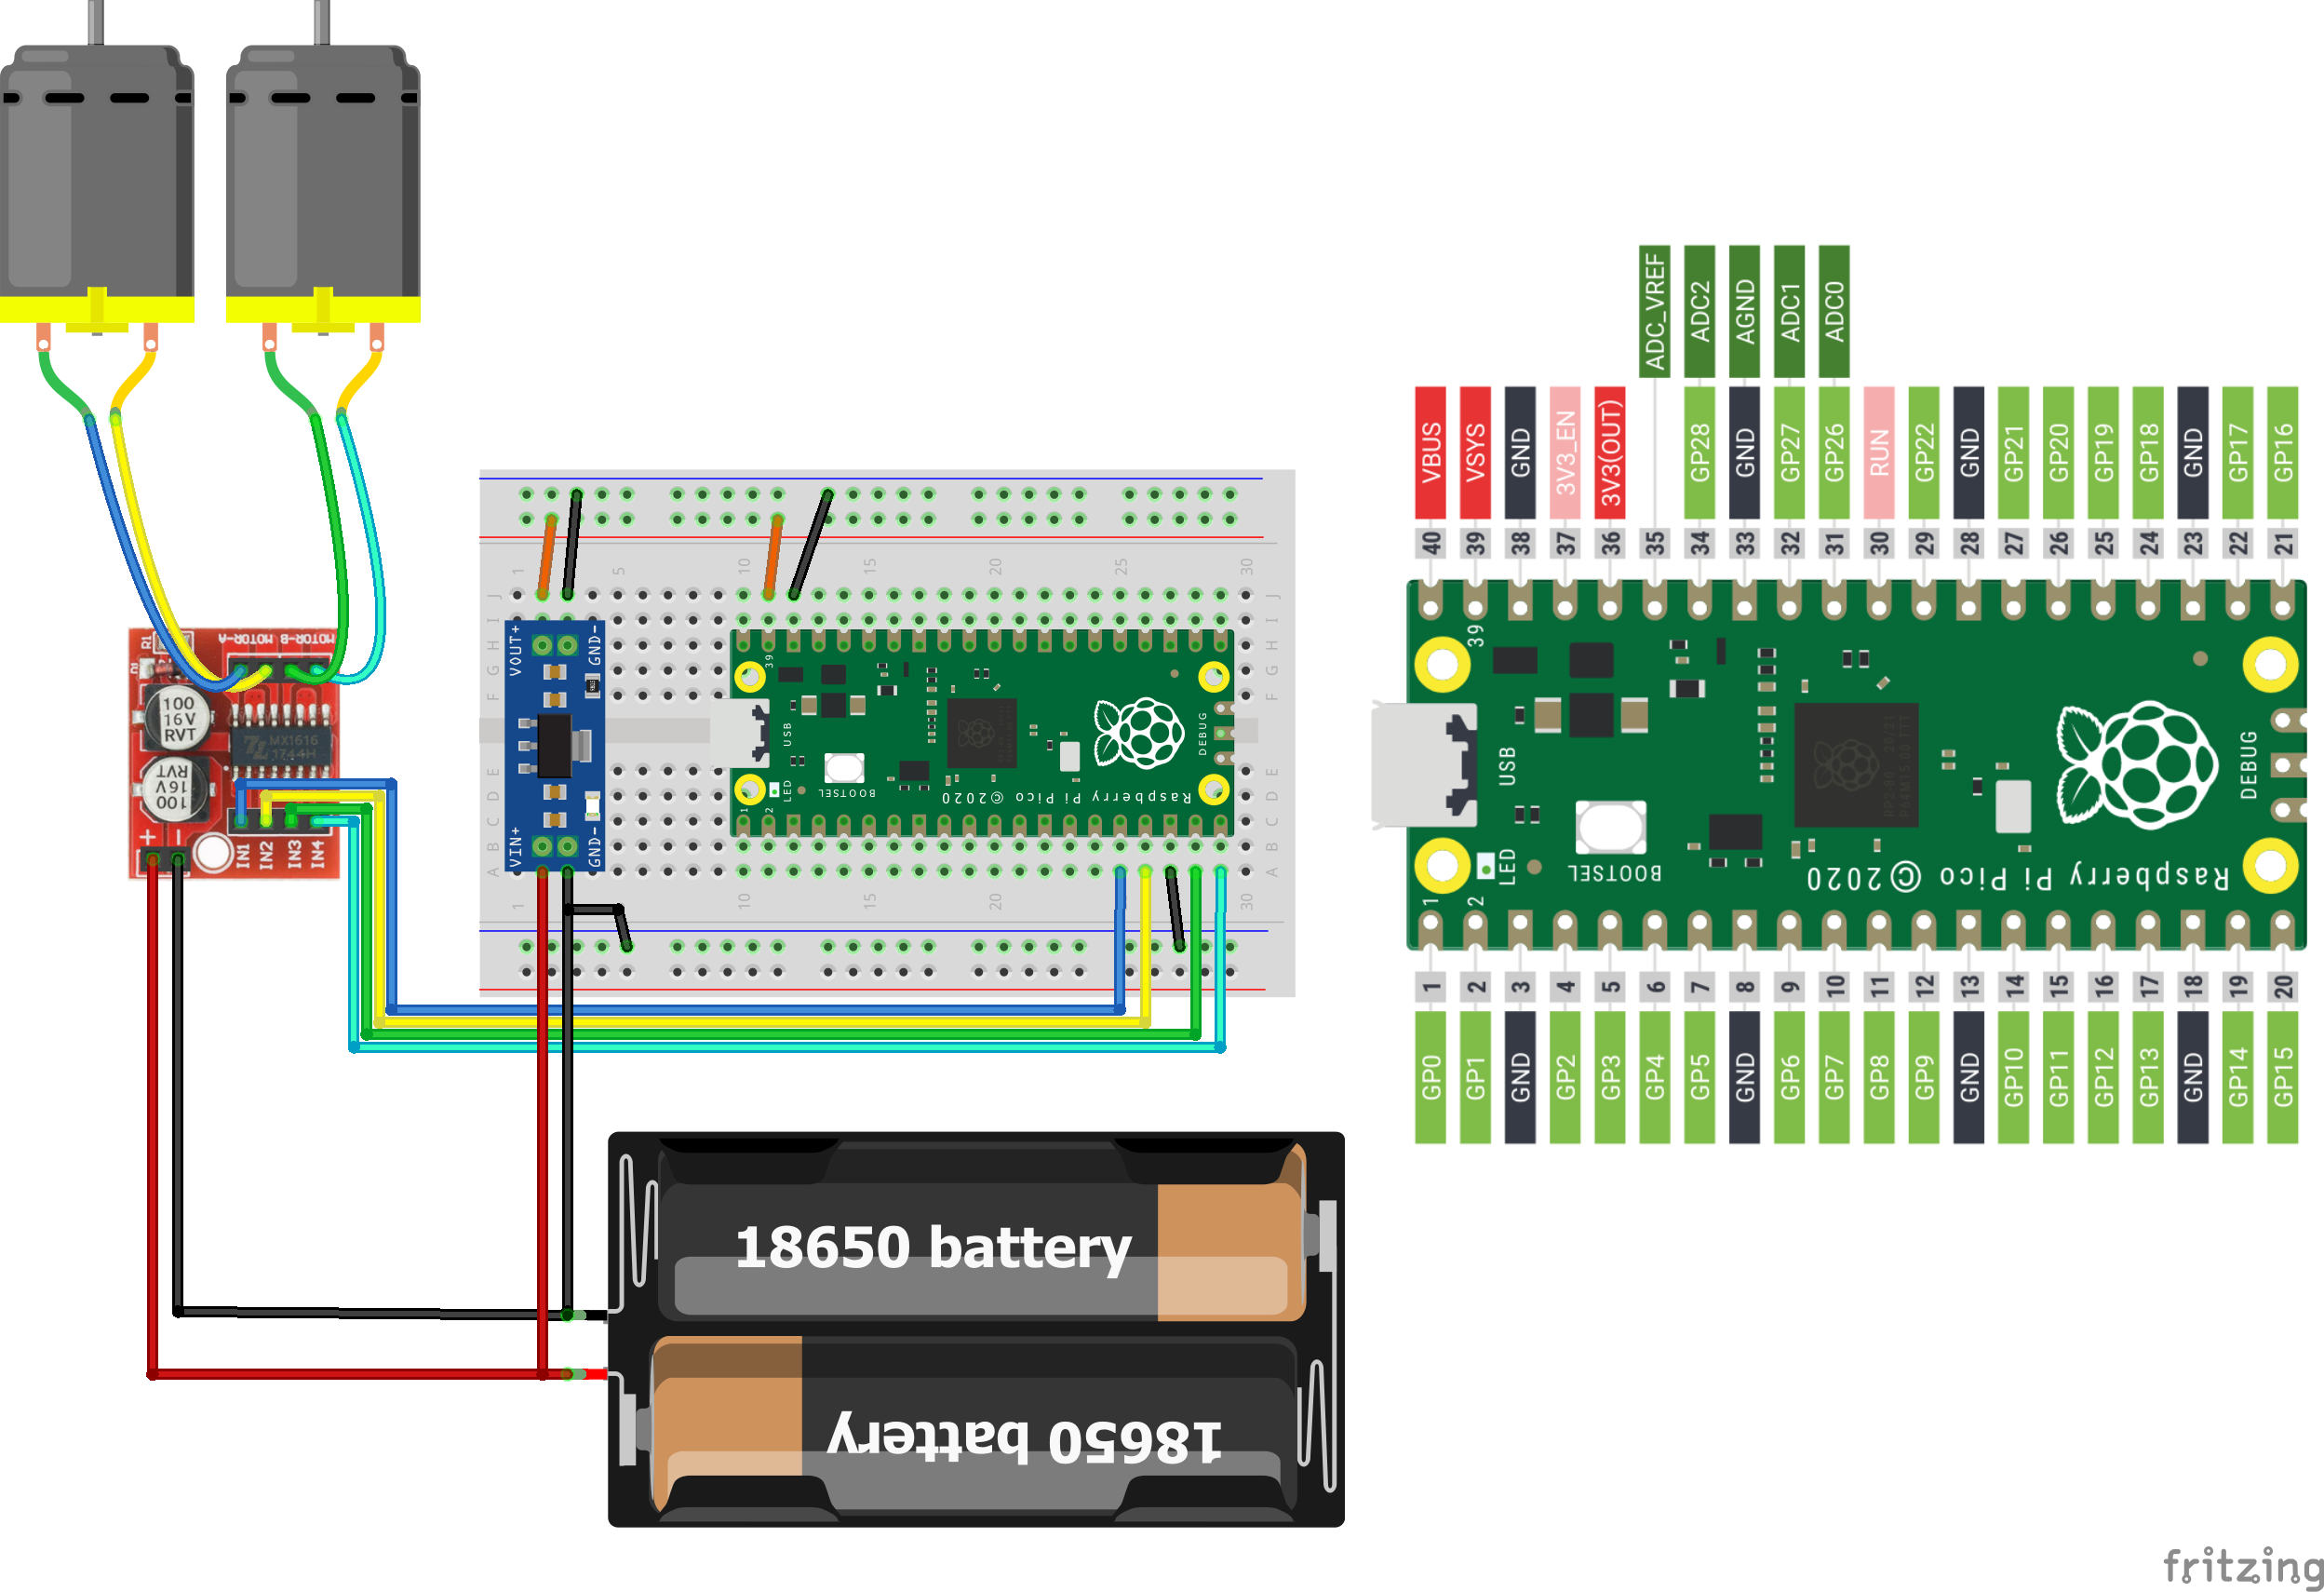 R1
MOTOR-A
MOTOR-B
100
16V
RVT
MX1616
1744H
100
16V
RVT
+ -
IN1
IN2
IN3
IN4
1 5 10 15 20 25 30
J J
I I
H H
G G
F F
E E
D D
C C
B B
A A
1 10 15 20 30
VOUT+
GND-
VIN+
GND-
39
USB
DEBUG
LED
BOOTSEL
1
2
Raspberry Pi Pico ©2020
18650 battery
18650 battery
ADC_VREF
ADC2
AGND
ADC1
ADC0
VBUS
VSYS
GND
3V3_EN
3V3(OUT)
GP28
GND
GP27
GP26
RUN
GP22
GND
GP21
GP20
GP19
GP18
GND
GP17
GP16
40 39 38 37 36 35 34 33 32 31 30 29 28 27 26 25 24 23 22 21
39
USB
DEBUG
LED
BOOTSEL
Raspberry Pi Pico ©2020
1
2
1 2 3 4 5 6 7 8 9 10 11 12 13 14 15 16 17 18 19 20
GP0
GP1
GND
GP2
GP3
GP4
GP5
GND
GP6
GP7
GP8
GP9
GND
GP10
GP11
GP12
GP13
GND
GP14
GP15
fritzing